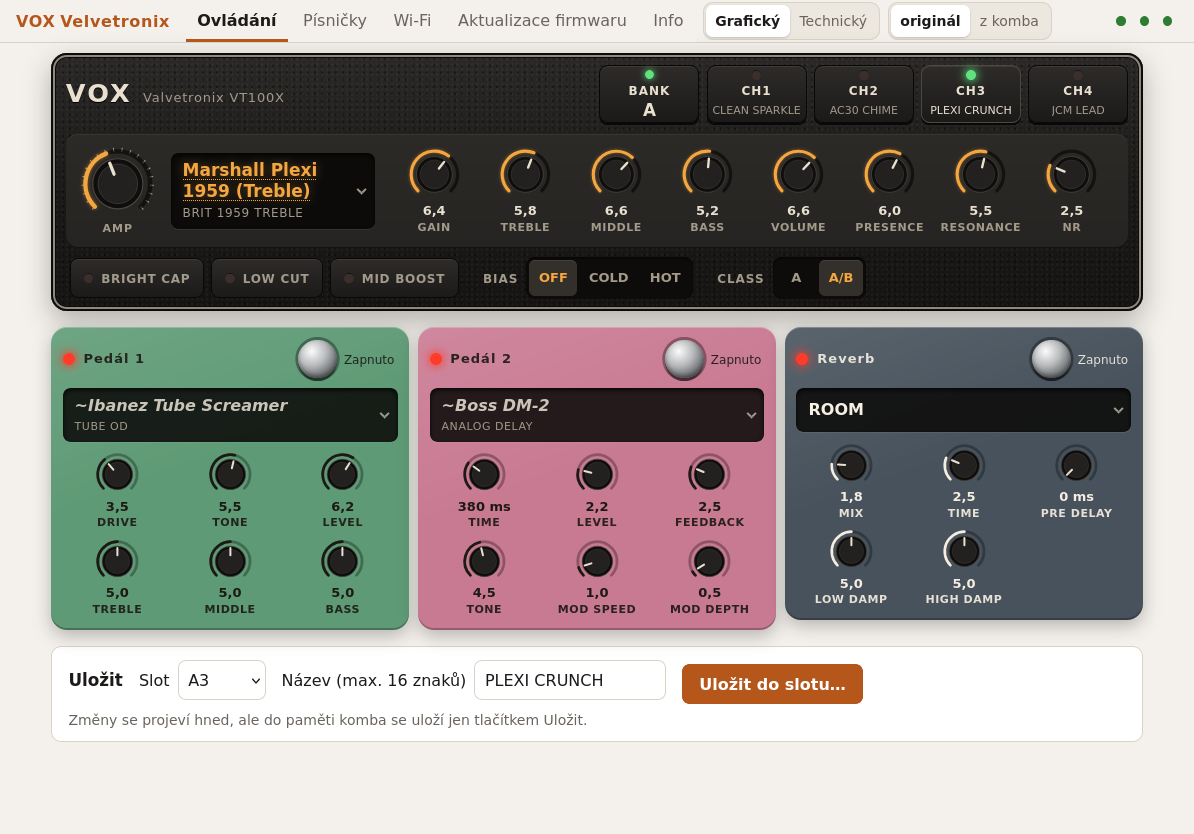 VOX Velvetronix Ovládání Písničky Wi-Fi Aktualizace firmwaru Info Grafický Technický originál z komba
VOX Valvetronix VT100X
BANK A
CH1 CLEAN SPARKLE
CH2 AC30 CHIME
CH3 PLEXI CRUNCH
CH4 JCM LEAD
AMP
Marshall Plexi
1959 (Treble)
BRIT 1959 TREBLE
6,4 5,8 6,6 5,2 6,6 6,0 5,5 2,5
GAIN TREBLE MIDDLE BASS VOLUME PRESENCE RESONANCE NR
BRIGHT CAP LOW CUT MID BOOST BIAS OFF COLD HOT CLASS A A/B
Pedál 1 Zapnuto
~Ibanez Tube Screamer
TUBE OD
3,5 5,5 6,2
DRIVE TONE LEVEL
5,0 5,0 5,0
TREBLE MIDDLE BASS
Pedál 2 Zapnuto
~Boss DM-2
ANALOG DELAY
380 ms 2,2 2,5
TIME LEVEL FEEDBACK
4,5 1,0 0,5
TONE MOD SPEED MOD DEPTH
Reverb Zapnuto
ROOM
1,8 2,5 0 ms
MIX TIME PRE DELAY
5,0 5,0
LOW DAMP HIGH DAMP
Uložit Slot A3 Název (max. 16 znaků) PLEXI CRUNCH Uložit do slotu…
Změny se projeví hned, ale do paměti komba se uloží jen tlačítkem Uložit.